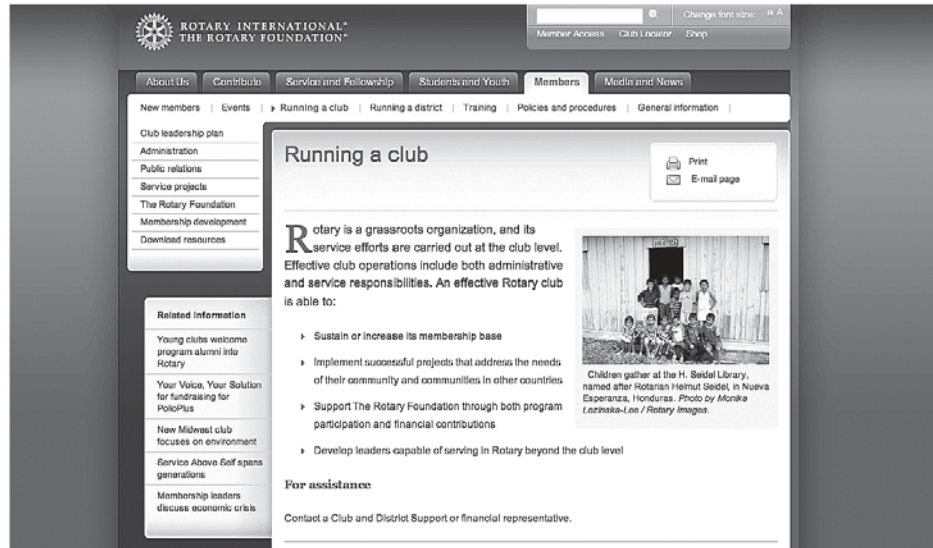 ROTARY INTERNATIONAL
THE ROTARY FOUNDATION
Change font size: a A
Member Access Club Locator Shop
About Us Contribute Service and Fellowship Students and Youth Members Media and News
New members | Events | Running a club | Running a district | Training | Policies and procedures | General information |
Club leadership plan
Administration
Public relations
Service projects
The Rotary Foundation
Membership development
Download resources
Running a club
Print
E-mail page
Rotary is a grassroots organization, and its
service efforts are carried out at the club level.
Effective club operations include both administrative
and service responsibilities. An effective Rotary club
is able to:
Sustain or increase its membership base
Implement successful projects that address the needs
of their community and communities in other countries
Support The Rotary Foundation through both program
participation and financial contributions
Develop leaders capable of serving in Rotary beyond the club level
Children gather at the H. Seidel Library,
named after Rotarian Helmut Seidel, in Nueva
Esperanza, Honduras. Photo by Monika
Lozinska-Lee / Rotary Images.
For assistance
Contact a Club and District Support or financial representative.
Related Information
Young clubs welcome
program alumni into
Rotary
Your Voice, Your Solution
for fundraising for
PolioPlus
New Midwest club
focuses on environment
Service Above Self spans
generations
Membership leaders
discuss economic crisis